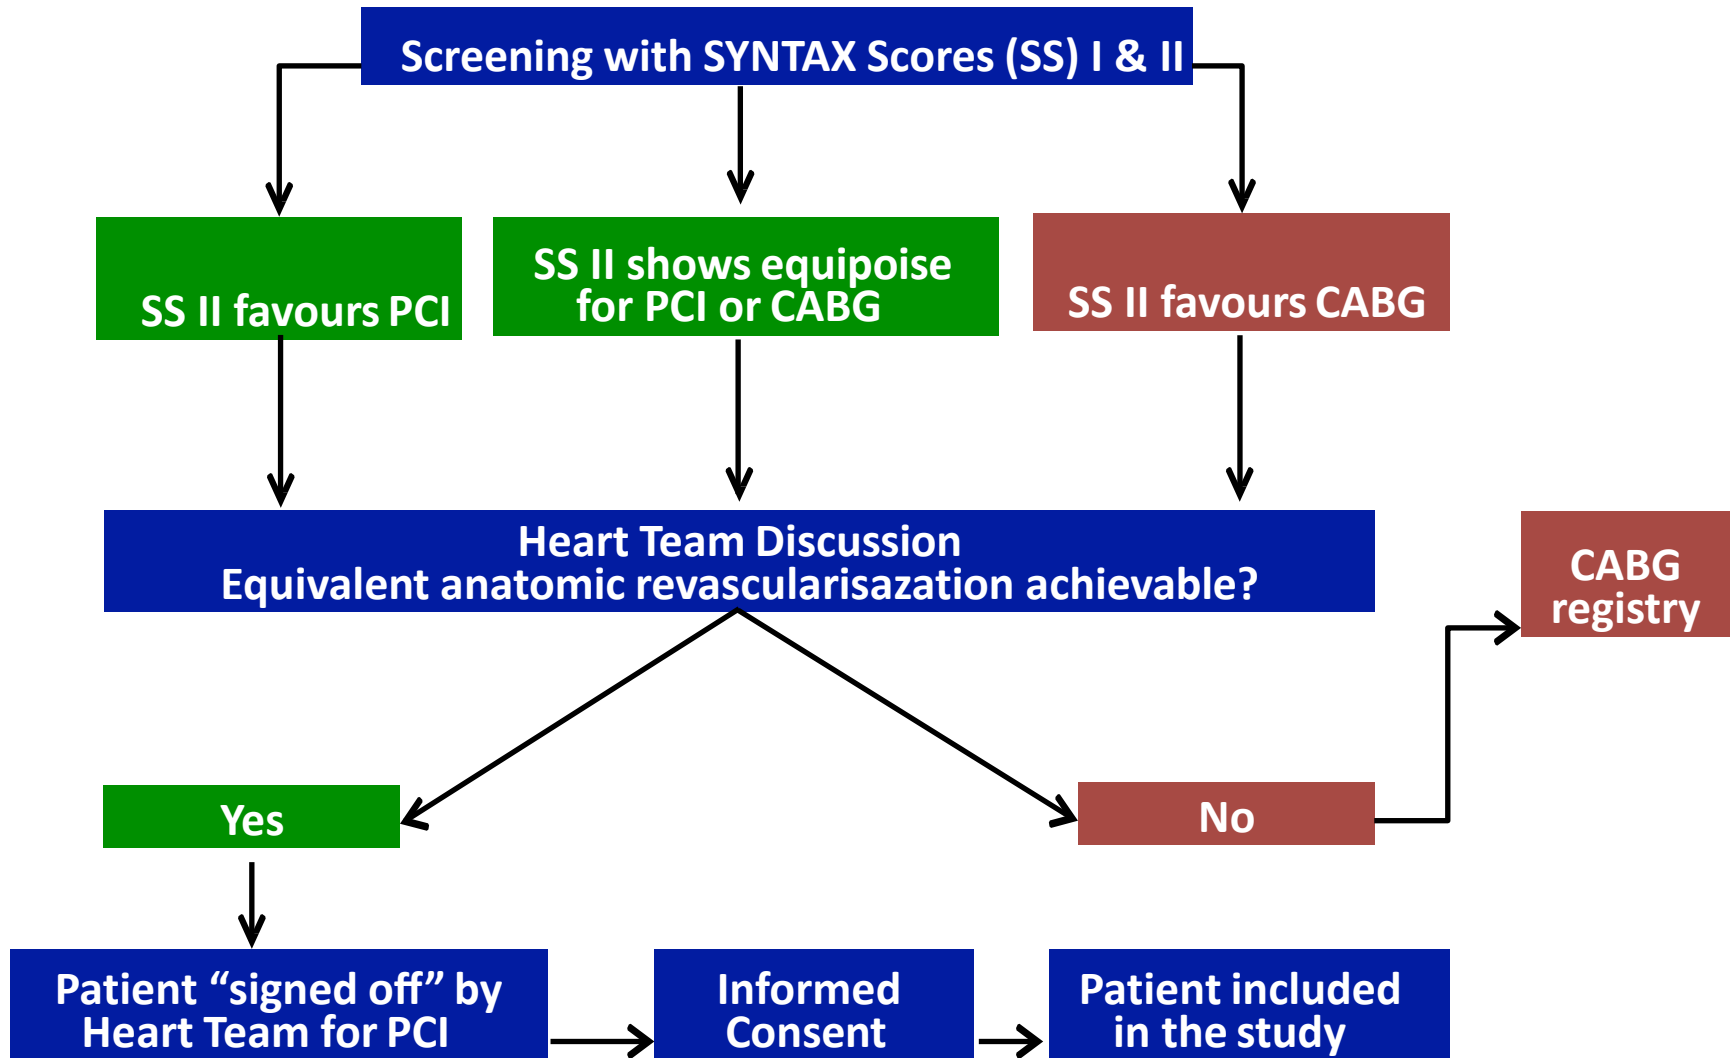 Screening with SYNTAX Scores (SS) I & II
SS II favours PCI
SS II shows equipoise
for PCI or CABG
SS II favours CABG
Heart Team Discussion
Equivalent anatomic revascularisazation achievable?
CABG
registry
Yes
No
Patient “signed off” by
Heart Team for PCI
Informed
Consent
Patient included
in the study